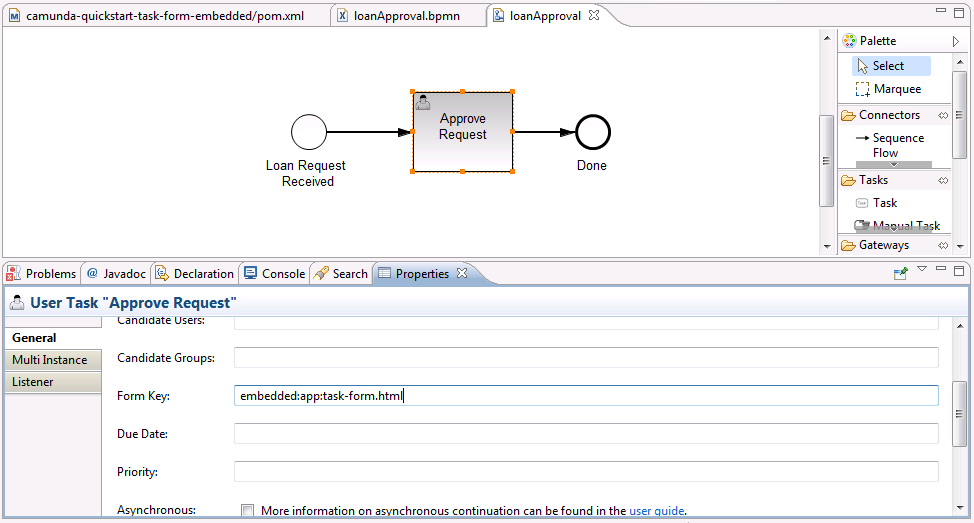 camunda-quickstart-task-form-embedded/pom.xml
loanApproval.bpmn
loanApproval
Palette
Select
Marquee
Connectors
Sequence
Flow
Tasks
Task
Manual Task
Gateways
Approve
Request
Loan Request
Received
Done
Problems
@ Javadoc
Declaration
Console
Search
Properties
User Task "Approve Request"
General
Multi Instance
Listener
Candidate Users:
Candidate Groups:
Form Key:
embedded:app:task-form.html
Due Date:
Priority:
Asynchronous:
More information on asynchronous continuation can be found in the user guide.